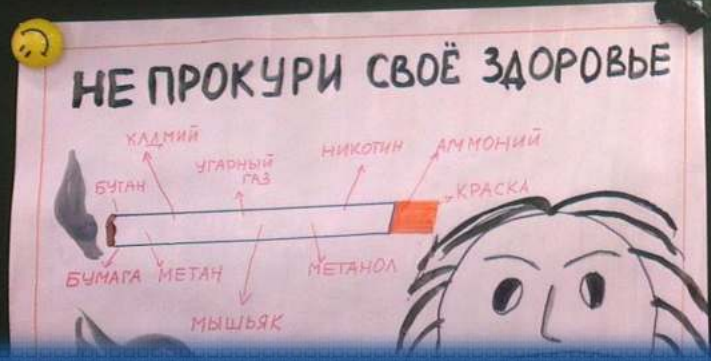 НЕ ПРОКУРИ СВОЁ ЗДОРОВЬЕ
КАДМИЙ
УГАРНЫЙ
ГАЗ
НИКОТИН
АММОНИЙ
БУТАН
КРАСКА
БУМАГА
МЕТАН
МЕТАНОЛ
МЫШЬЯК